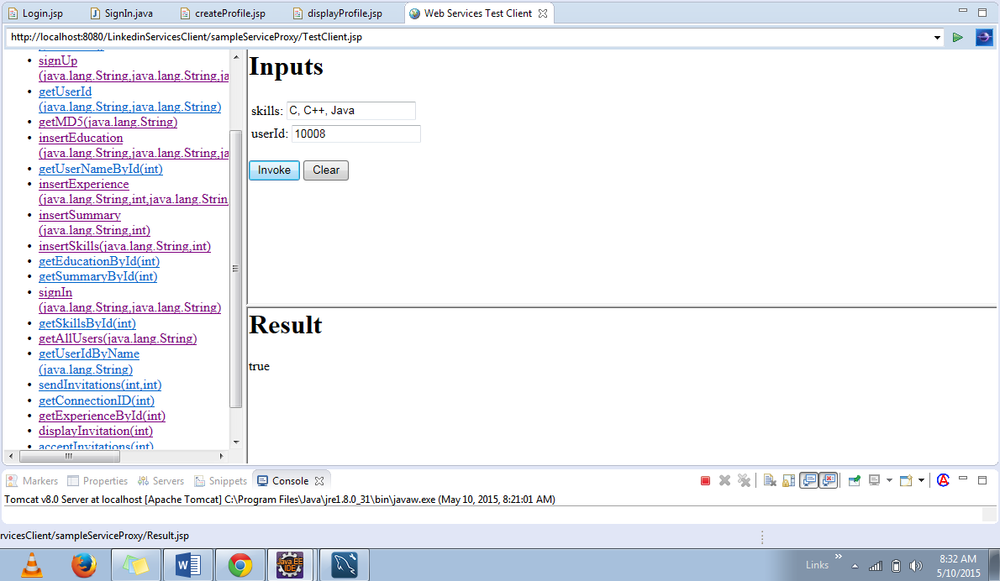 Login.jsp
SignIn.java
createProfile.jsp
displayProfile.jsp
Web Services Test Client
http://localhost:8080/LinkedinServicesClient/sampleServiceProxy/TestClient.jsp
signUp
(java.lang.String,java.lang.String,ja
getUserId
(java.lang.String,java.lang.String)
getMD5(java.lang.String)
insertEducation
(java.lang.String,java.lang.String,ja
getUserNameById(int)
insertExperience
(java.lang.String,int,java.lang.Strin
insertSummary
(java.lang.String,int)
insertSkills(java.lang.String,int)
getEducationById(int)
getSummaryById(int)
signIn
(java.lang.String,java.lang.String)
getSkillsById(int)
getAllUsers(java.lang.String)
getUserIdByName
(java.lang.String)
sendInvitations(int,int)
getConnectionID(int)
getExperienceById(int)
displayInvitation(int)
acceptInvitations(int)
Inputs
skills: C, C++, Java
userId: 10008
Invoke Clear
Result
true
Markers Properties Servers Snippets Console
Tomcat v8.0 Server at localhost [Apache Tomcat] C:\Program Files\Java\jre1.8.0_31\bin\javaw.exe (May 10, 2015, 8:21:01 AM)
rvicesClient/sampleServiceProxy/Result.jsp
W
Java EE
IDE
Links
8:32 AM
5/10/2015